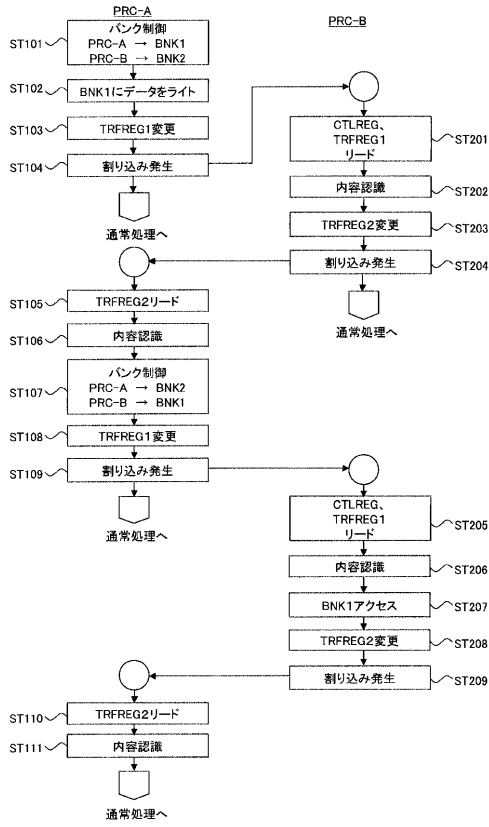 PRC-A
PRC-B
バンク制御
PRC-A → BNK1
PRC-B → BNK2
ST101
BNK1にデータをライト
ST102
TRFREG1変更
ST103
割り込み発生
ST104
通常処理へ
CTLREG、
TRFREG1
リード
ST201
内容認識
ST202
TRFREG2変更
ST203
割り込み発生
ST204
通常処理へ
TRFREG2リード
ST105
内容認識
ST106
バンク制御
PRC-A → BNK2
PRC-B → BNK1
ST107
TRFREG1変更
ST108
割り込み発生
ST109
通常処理へ
CTLREG、
TRFREG1
リード
ST205
内容認識
ST206
BNK1アクセス
ST207
TRFREG2変更
ST208
割り込み発生
ST209
TRFREG2リード
ST110
内容認識
ST111
通常処理へ